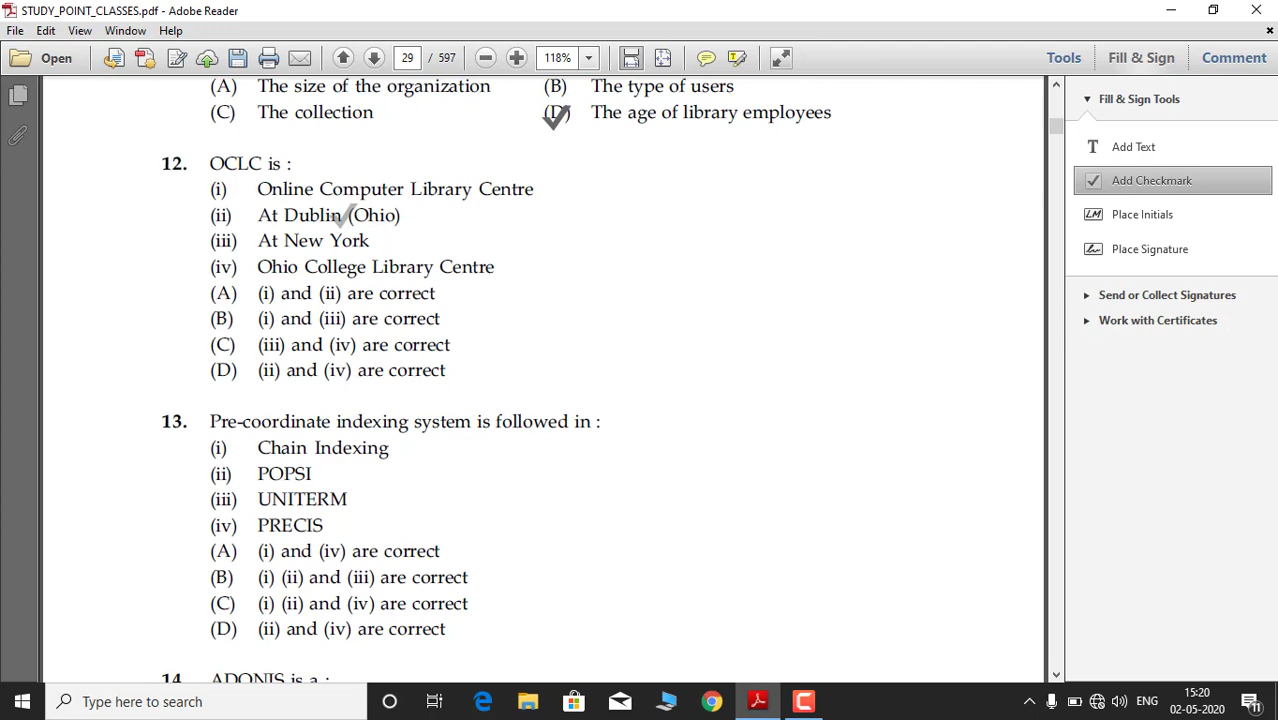 STUDY_POINT_CLASSES.pdf - Adobe Reader
File Edit View Window Help
Open 29 / 597 118% Tools Fill & Sign Comment
(A) The size of the organization (B) The type of users
(C) The collection (D) The age of library employees
12. OCLC is :
(i) Online Computer Library Centre
(ii) At Dublin (Ohio)
(iii) At New York
(iv) Ohio College Library Centre
(A) (i) and (ii) are correct
(B) (i) and (iii) are correct
(C) (iii) and (iv) are correct
(D) (ii) and (iv) are correct
13. Pre-coordinate indexing system is followed in :
(i) Chain Indexing
(ii) POPSI
(iii) UNITERM
(iv) PRECIS
(A) (i) and (iv) are correct
(B) (i) (ii) and (iii) are correct
(C) (i) (ii) and (iv) are correct
(D) (ii) and (iv) are correct
14. ADONIS is a :
Fill & Sign Tools
T Add Text
Add Checkmark
LM Place Initials
Place Signature
Send or Collect Signatures
Work with Certificates
Type here to search
ENG
15:20
02-05-2020
11